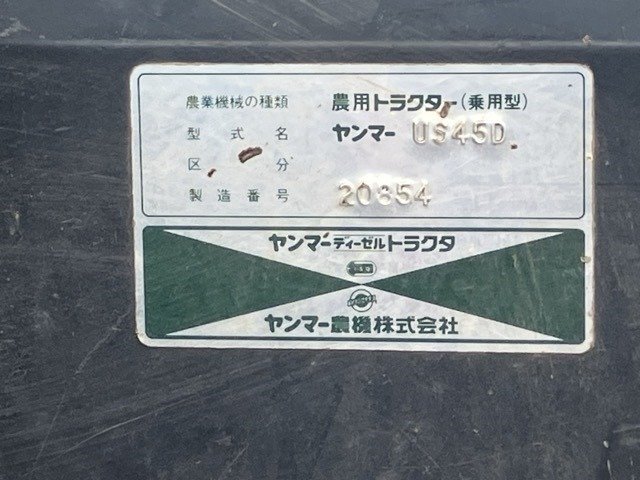 農業機械の種類 農用トラクター(乗用型)
型式名 ヤンマー US45D
区分
製造番号 20854
ヤンマーディーゼルトラクタ
ヤンマー農機株式会社